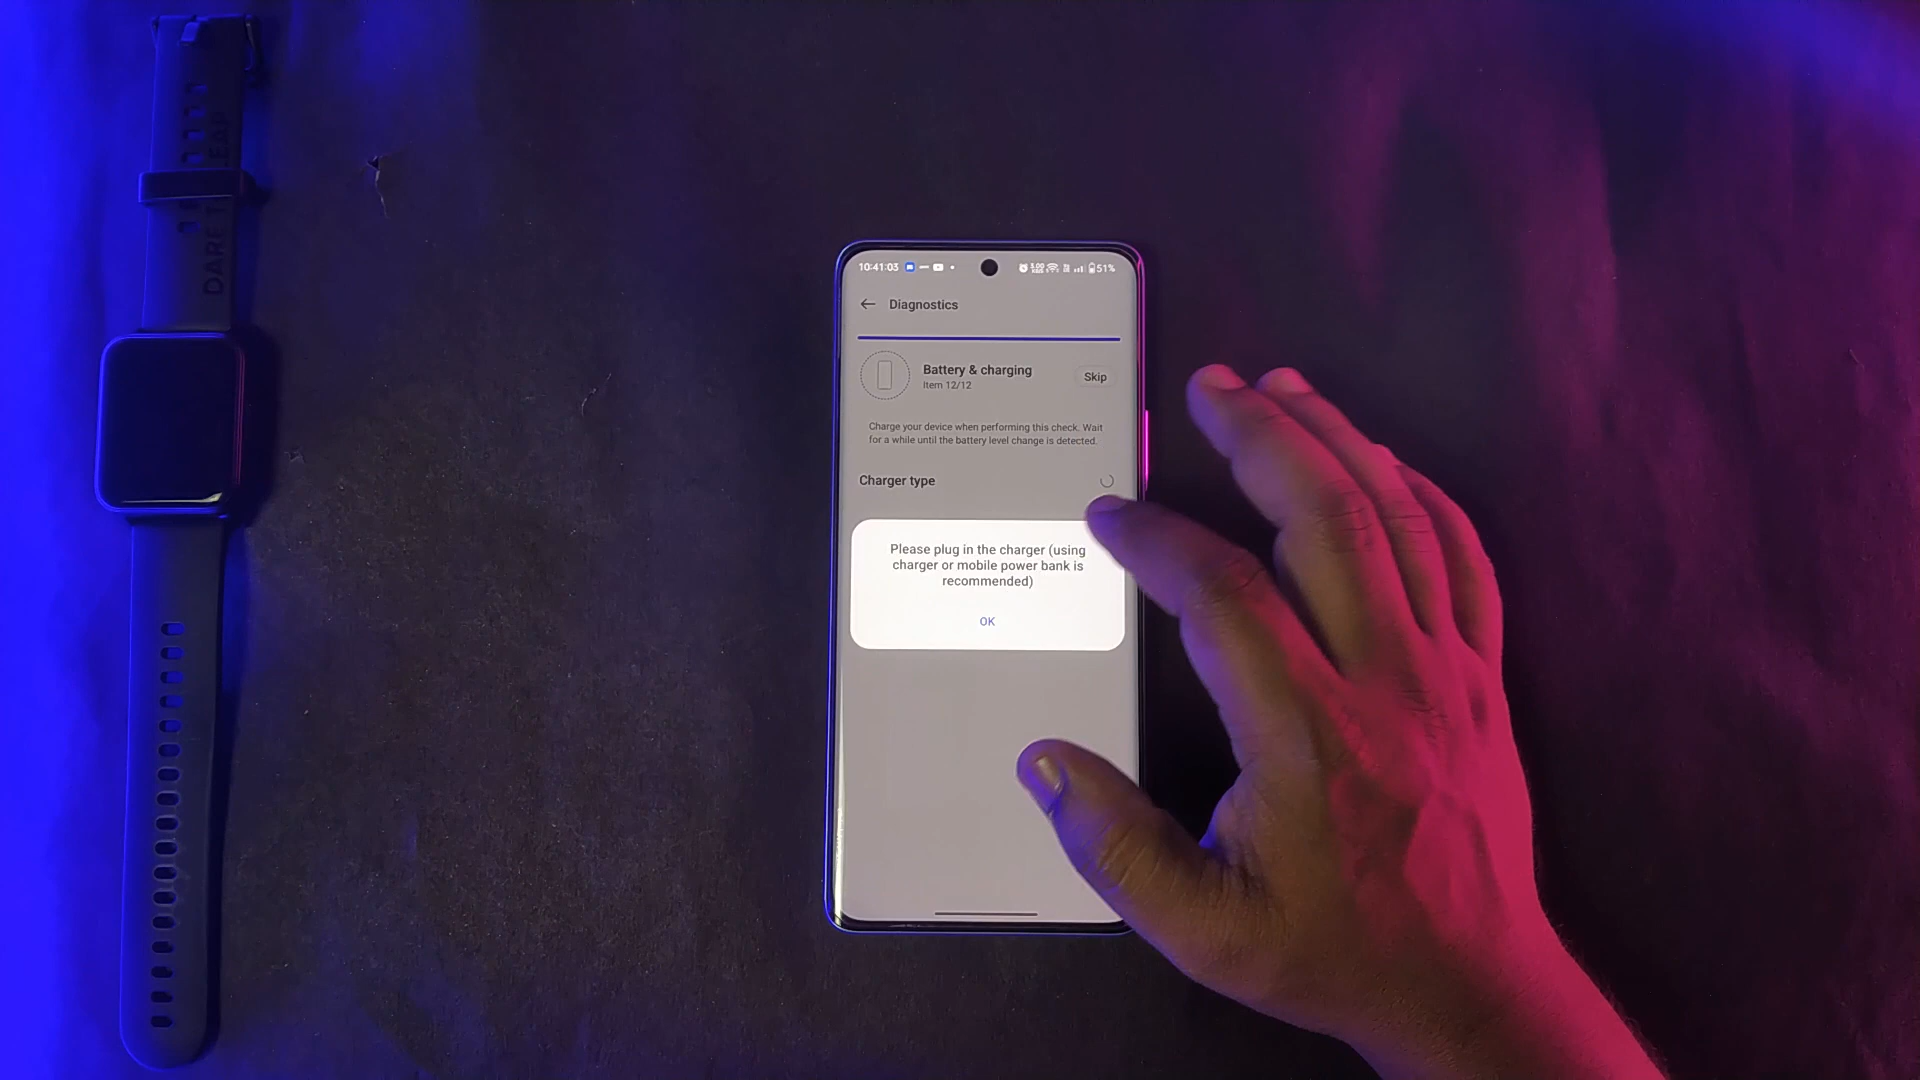 10:41:03
51%
Diagnostics
Battery & charging
Item 12/12
Skip
Charge your device when performing this check. Wait
for a while until the battery level change is detected.
Charger type
Please plug in the charger (using
charger or mobile power bank is
recommended)
OK
DARE T
LEAP